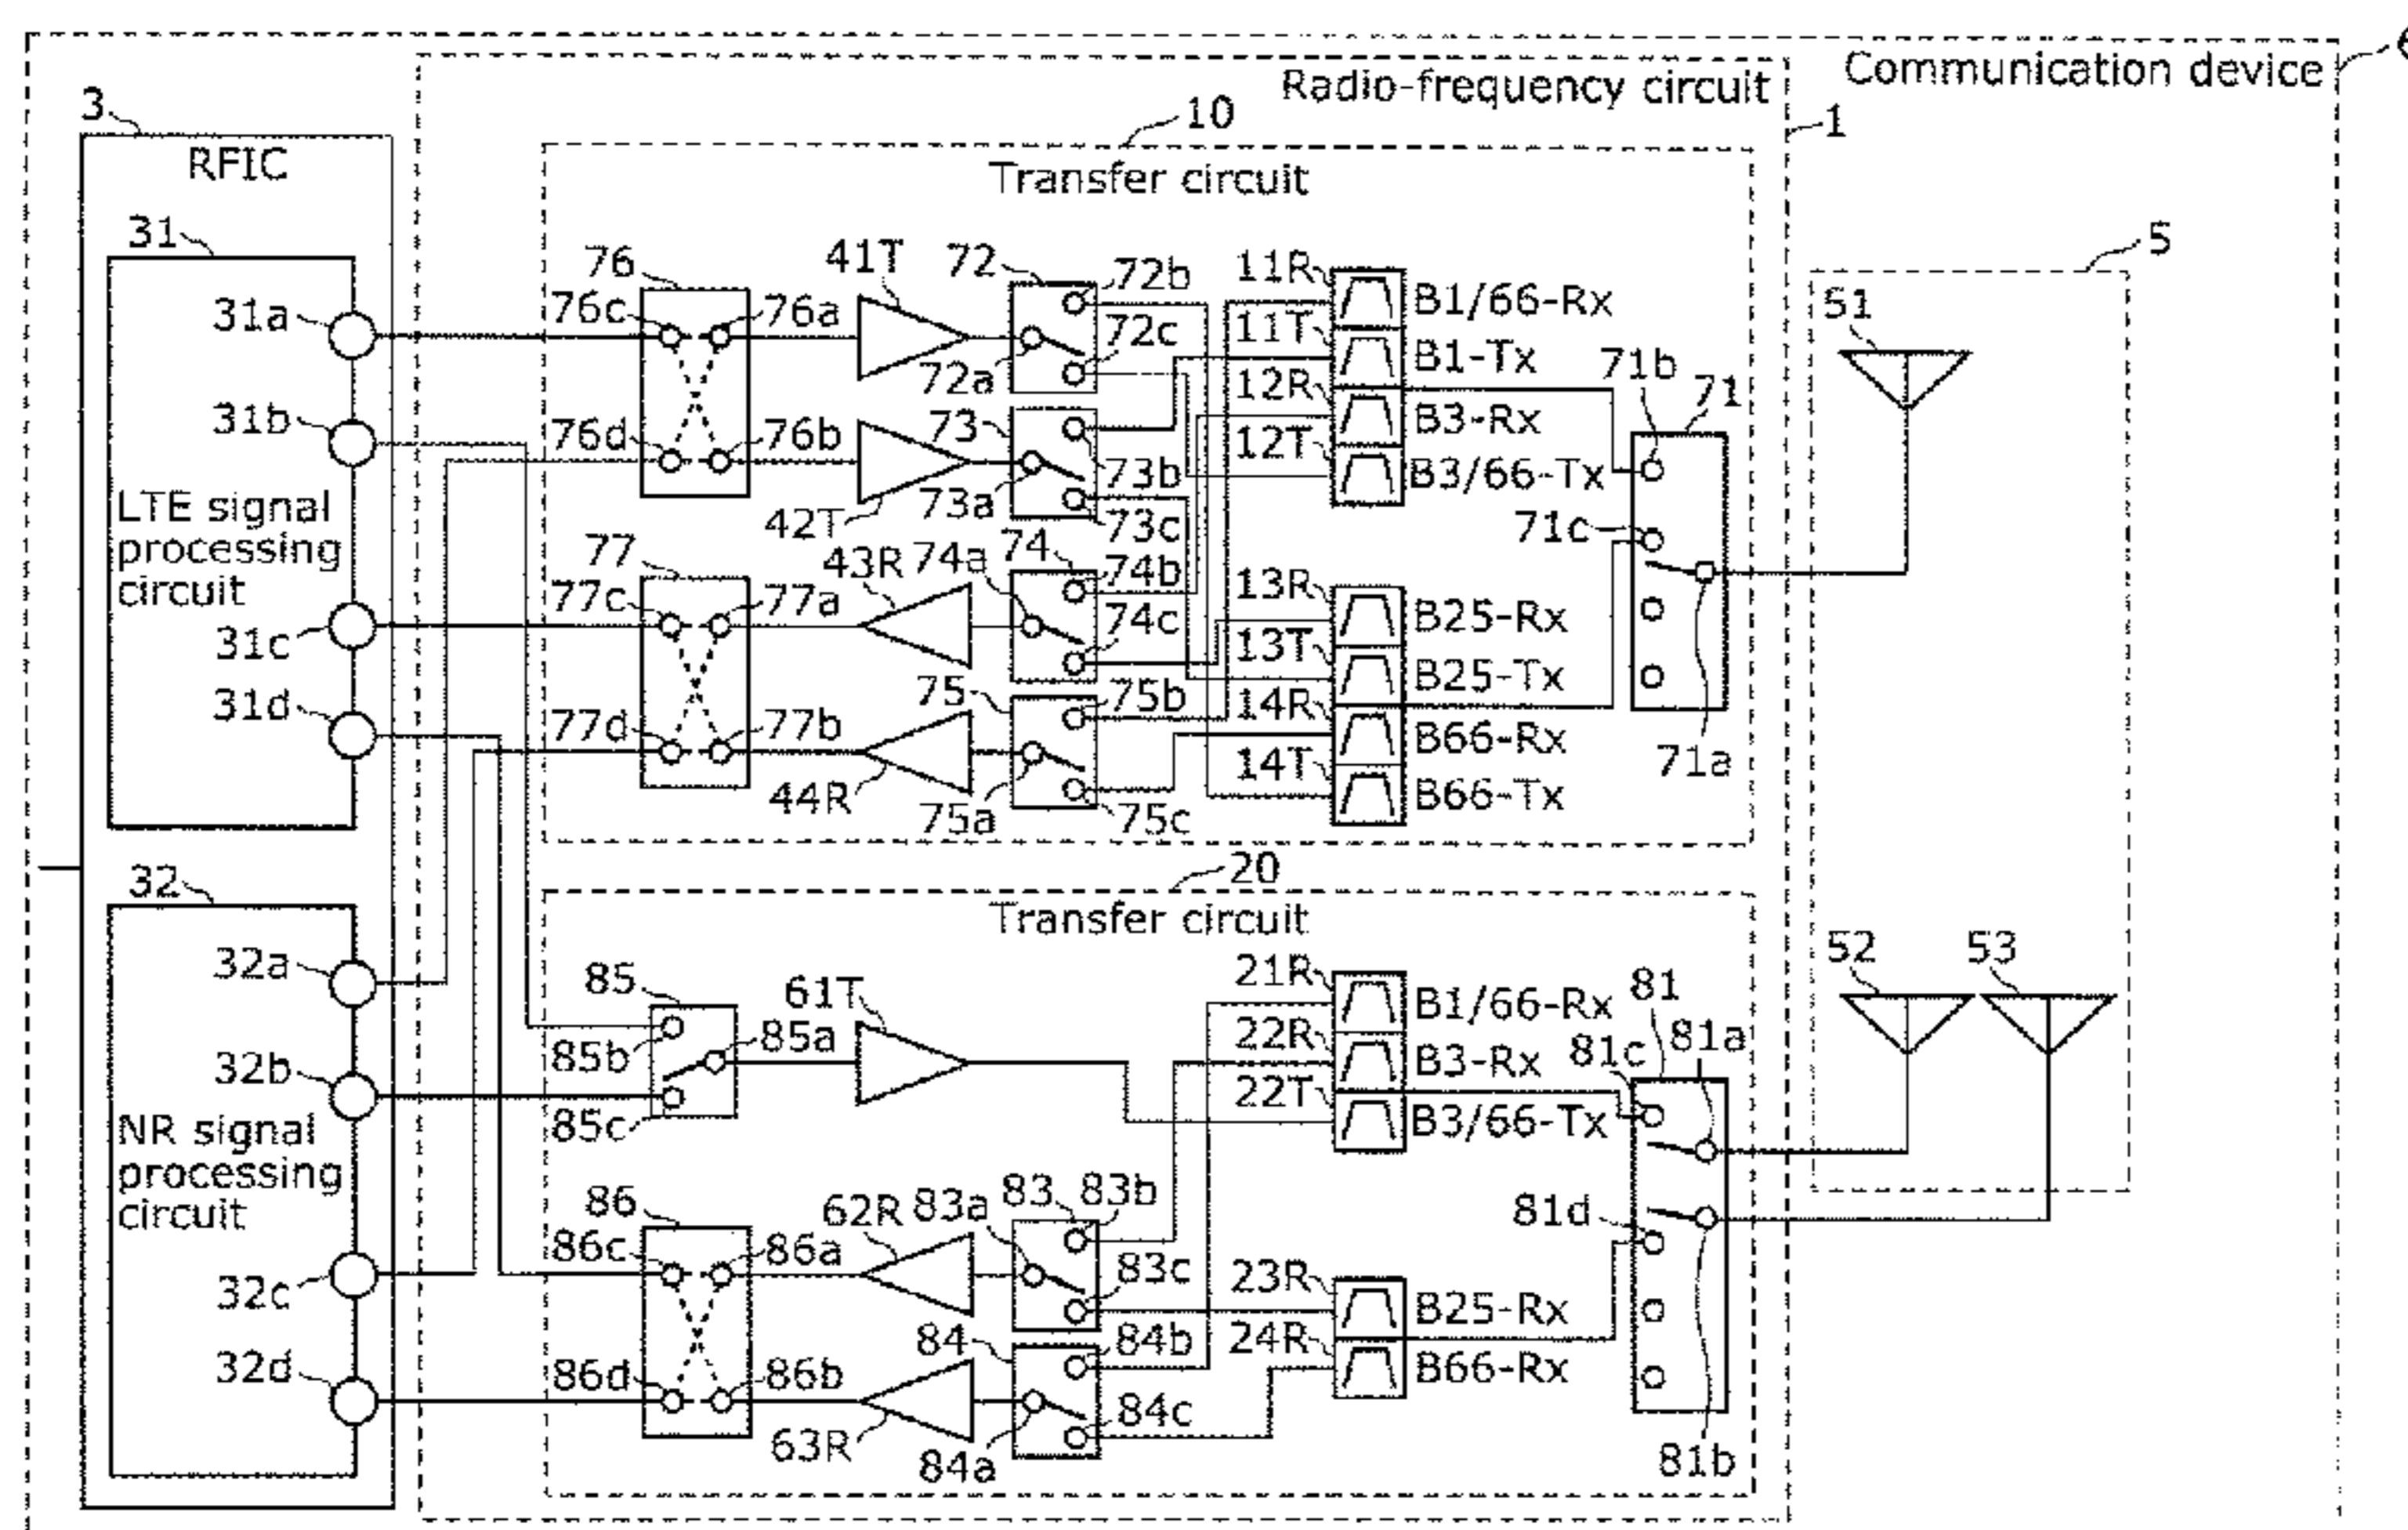 Communication device
6
Radio-frequency circuit
1
3
RFIC
10
Transfer circuit
5
31
76
41T
72
72b
11R
B1/66-Rx
51
31a
76c
76a
11T
B1-Tx
72c
72a
12R
71b
71
31b
76d
76b
73
B3-Rx
12T
73b
B3/66-Tx
73a
42T
73c
71c
LTE signal
processing
circuit
77
43R
74a
74
74b
13R
77c
77a
B25-Rx
74c
13T
31c
B25-Tx
75
75b
31d
77d
77b
14R
B66-Rx
71a
14T
44R
75a
75c
B66-Tx
20
32
Transfer circuit
52
53
32a
85
61T
21R
B1/66-Rx
81
85a
22R
85b
B3-Rx
81c
81a
32b
22T
85c
B3/66-Tx
NR signal
processing
circuit
86
62R
83a
83
83b
81d
86c
86a
83c
23R
32c
B25-Rx
84
84b
24R
32d
86d
86b
B66-Rx
84c
63R
84a
81b